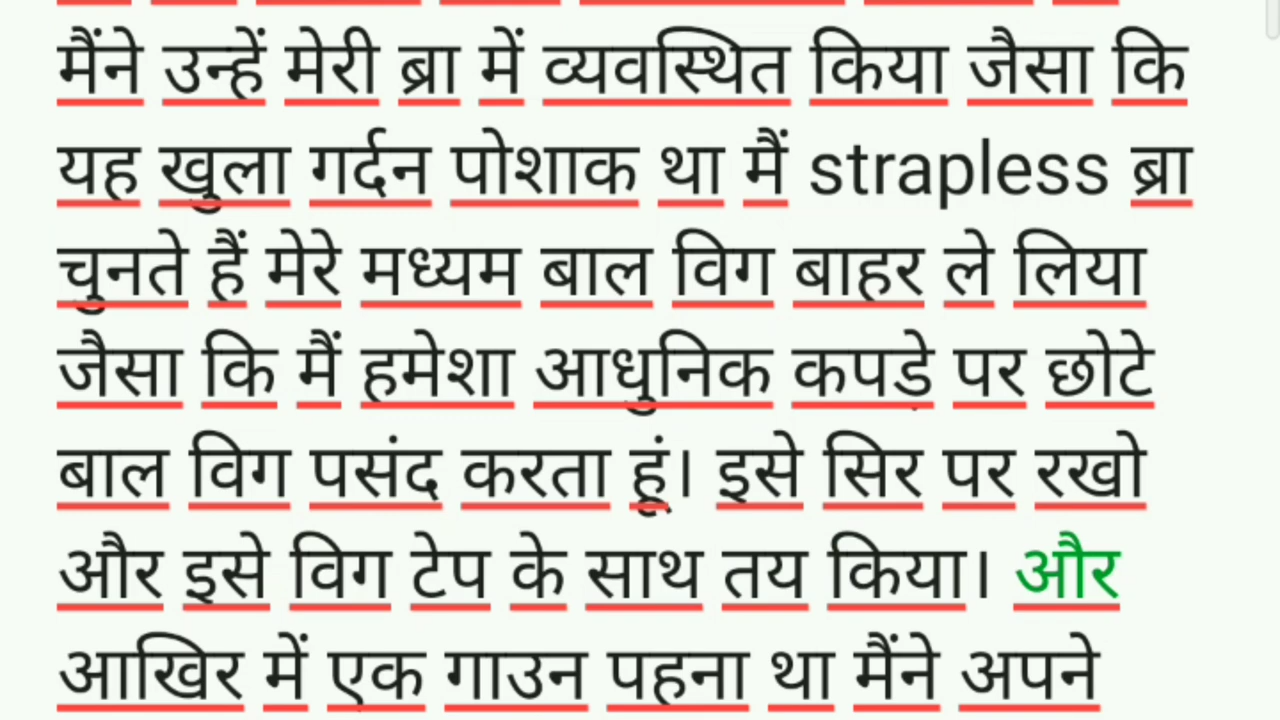 मैंने उन्हें मेरी ब्रा में व्यवस्थित किया जैसा कि
यह खुला गर्दन पोशाक था मैं strapless ब्रा
चुनते हैं मेरे मध्यम बाल विग बाहर ले लिया
जैसा कि मैं हमेशा आधुनिक कपड़े पर छोटे
बाल विग पसंद करता हूं। इसे सिर पर रखो
और इसे विग टेप के साथ तय किया। और
आखिर में एक गाउन पहना था मैंने अपने